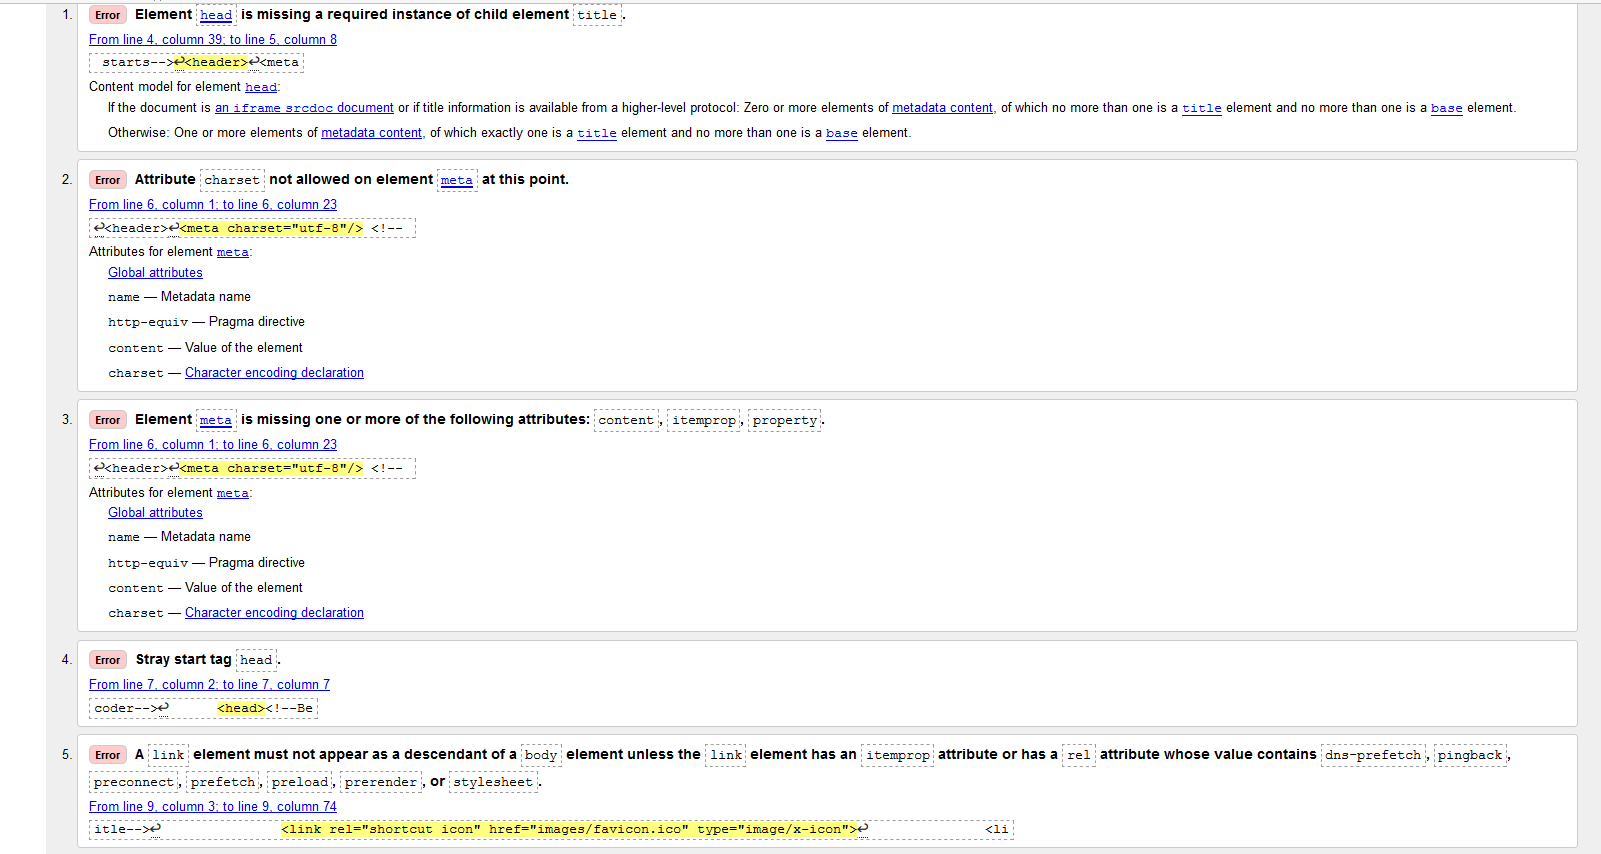 1. Error Element head is missing a required instance of child element title.
From line 4, column 39; to line 5, column 8
starts-->↩<header>↩<meta
Content model for element head:
If the document is an iframe srcdoc document or if title information is available from a higher-level protocol: Zero or more elements of metadata content, of which no more than one is a title element and no more than one is a base element.
Otherwise: One or more elements of metadata content, of which exactly one is a title element and no more than one is a base element.
2. Error Attribute charset not allowed on element meta at this point.
From line 6, column 1; to line 6, column 23
↩<header>↩<meta charset="utf-8"/> <!--
Attributes for element meta:
Global attributes
name — Metadata name
http-equiv — Pragma directive
content — Value of the element
charset — Character encoding declaration
3. Error Element meta is missing one or more of the following attributes: content, itemprop, property.
From line 6, column 1; to line 6, column 23
↩<header>↩<meta charset="utf-8"/> <!--
Attributes for element meta:
Global attributes
name — Metadata name
http-equiv — Pragma directive
content — Value of the element
charset — Character encoding declaration
4. Error Stray start tag head.
From line 7, column 2; to line 7, column 7
coder-->↩ <head><!--Be
5. Error A link element must not appear as a descendant of a body element unless the link element has an itemprop attribute or has a rel attribute whose value contains dns-prefetch, pingback,
preconnect, prefetch, preload, prerender, or stylesheet.
From line 9, column 3; to line 9, column 74
itle-->↩ <link rel="shortcut icon" href="images/favicon.ico" type="image/x-icon">↩ <li